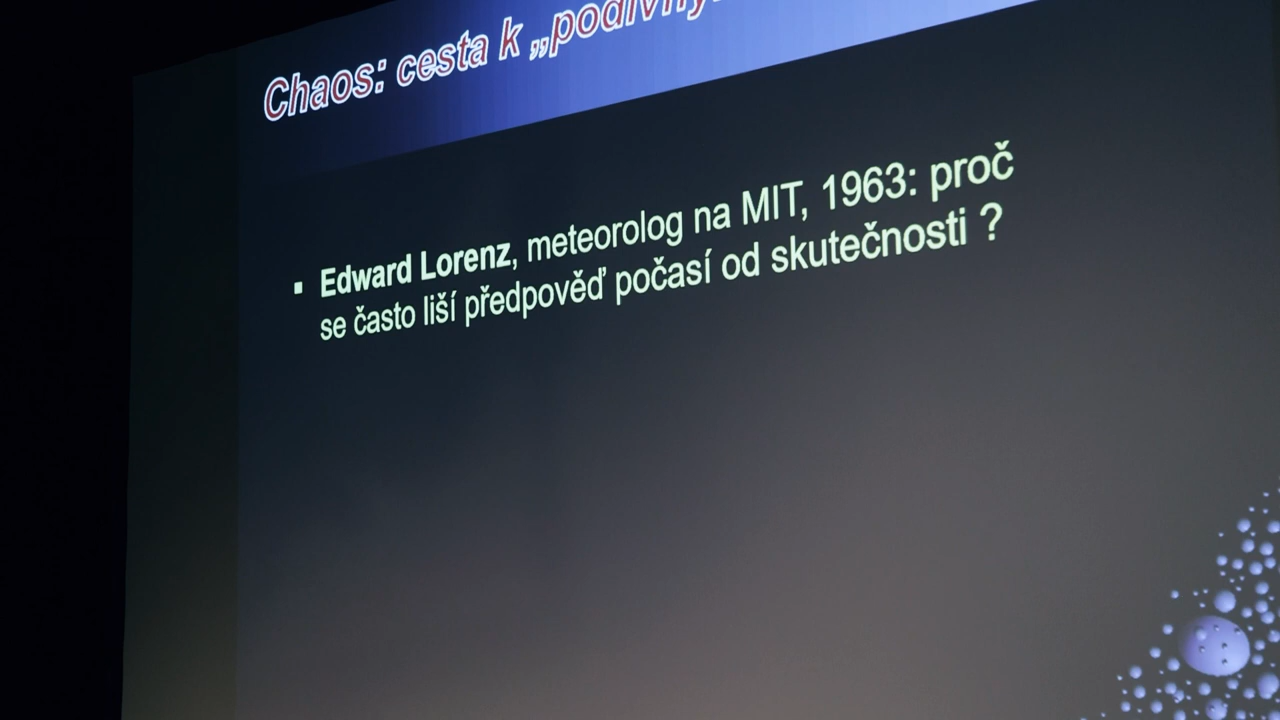 Chaos: cesta k „podivný
▪ Edward Lorenz, meteorolog na MIT, 1963: proč
se často liší předpověď počasí od skutečnosti ?